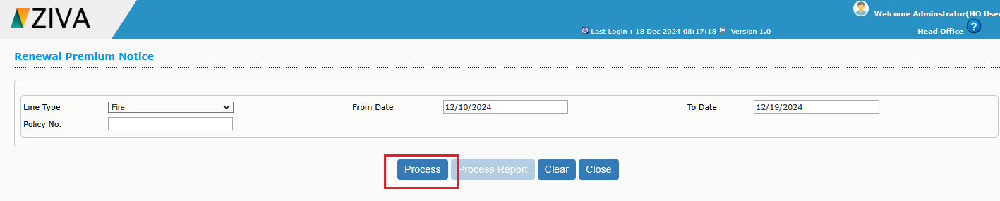 ZIVA
Welcome Adminstrator(HO User
Last Login : 18 Dec 2024 08:17:18 Version 1.0
Head Office ?
Renewal Premium Notice
Line Type Fire From Date 12/10/2024 To Date 12/19/2024
Policy No.
Process Process Report Clear Close